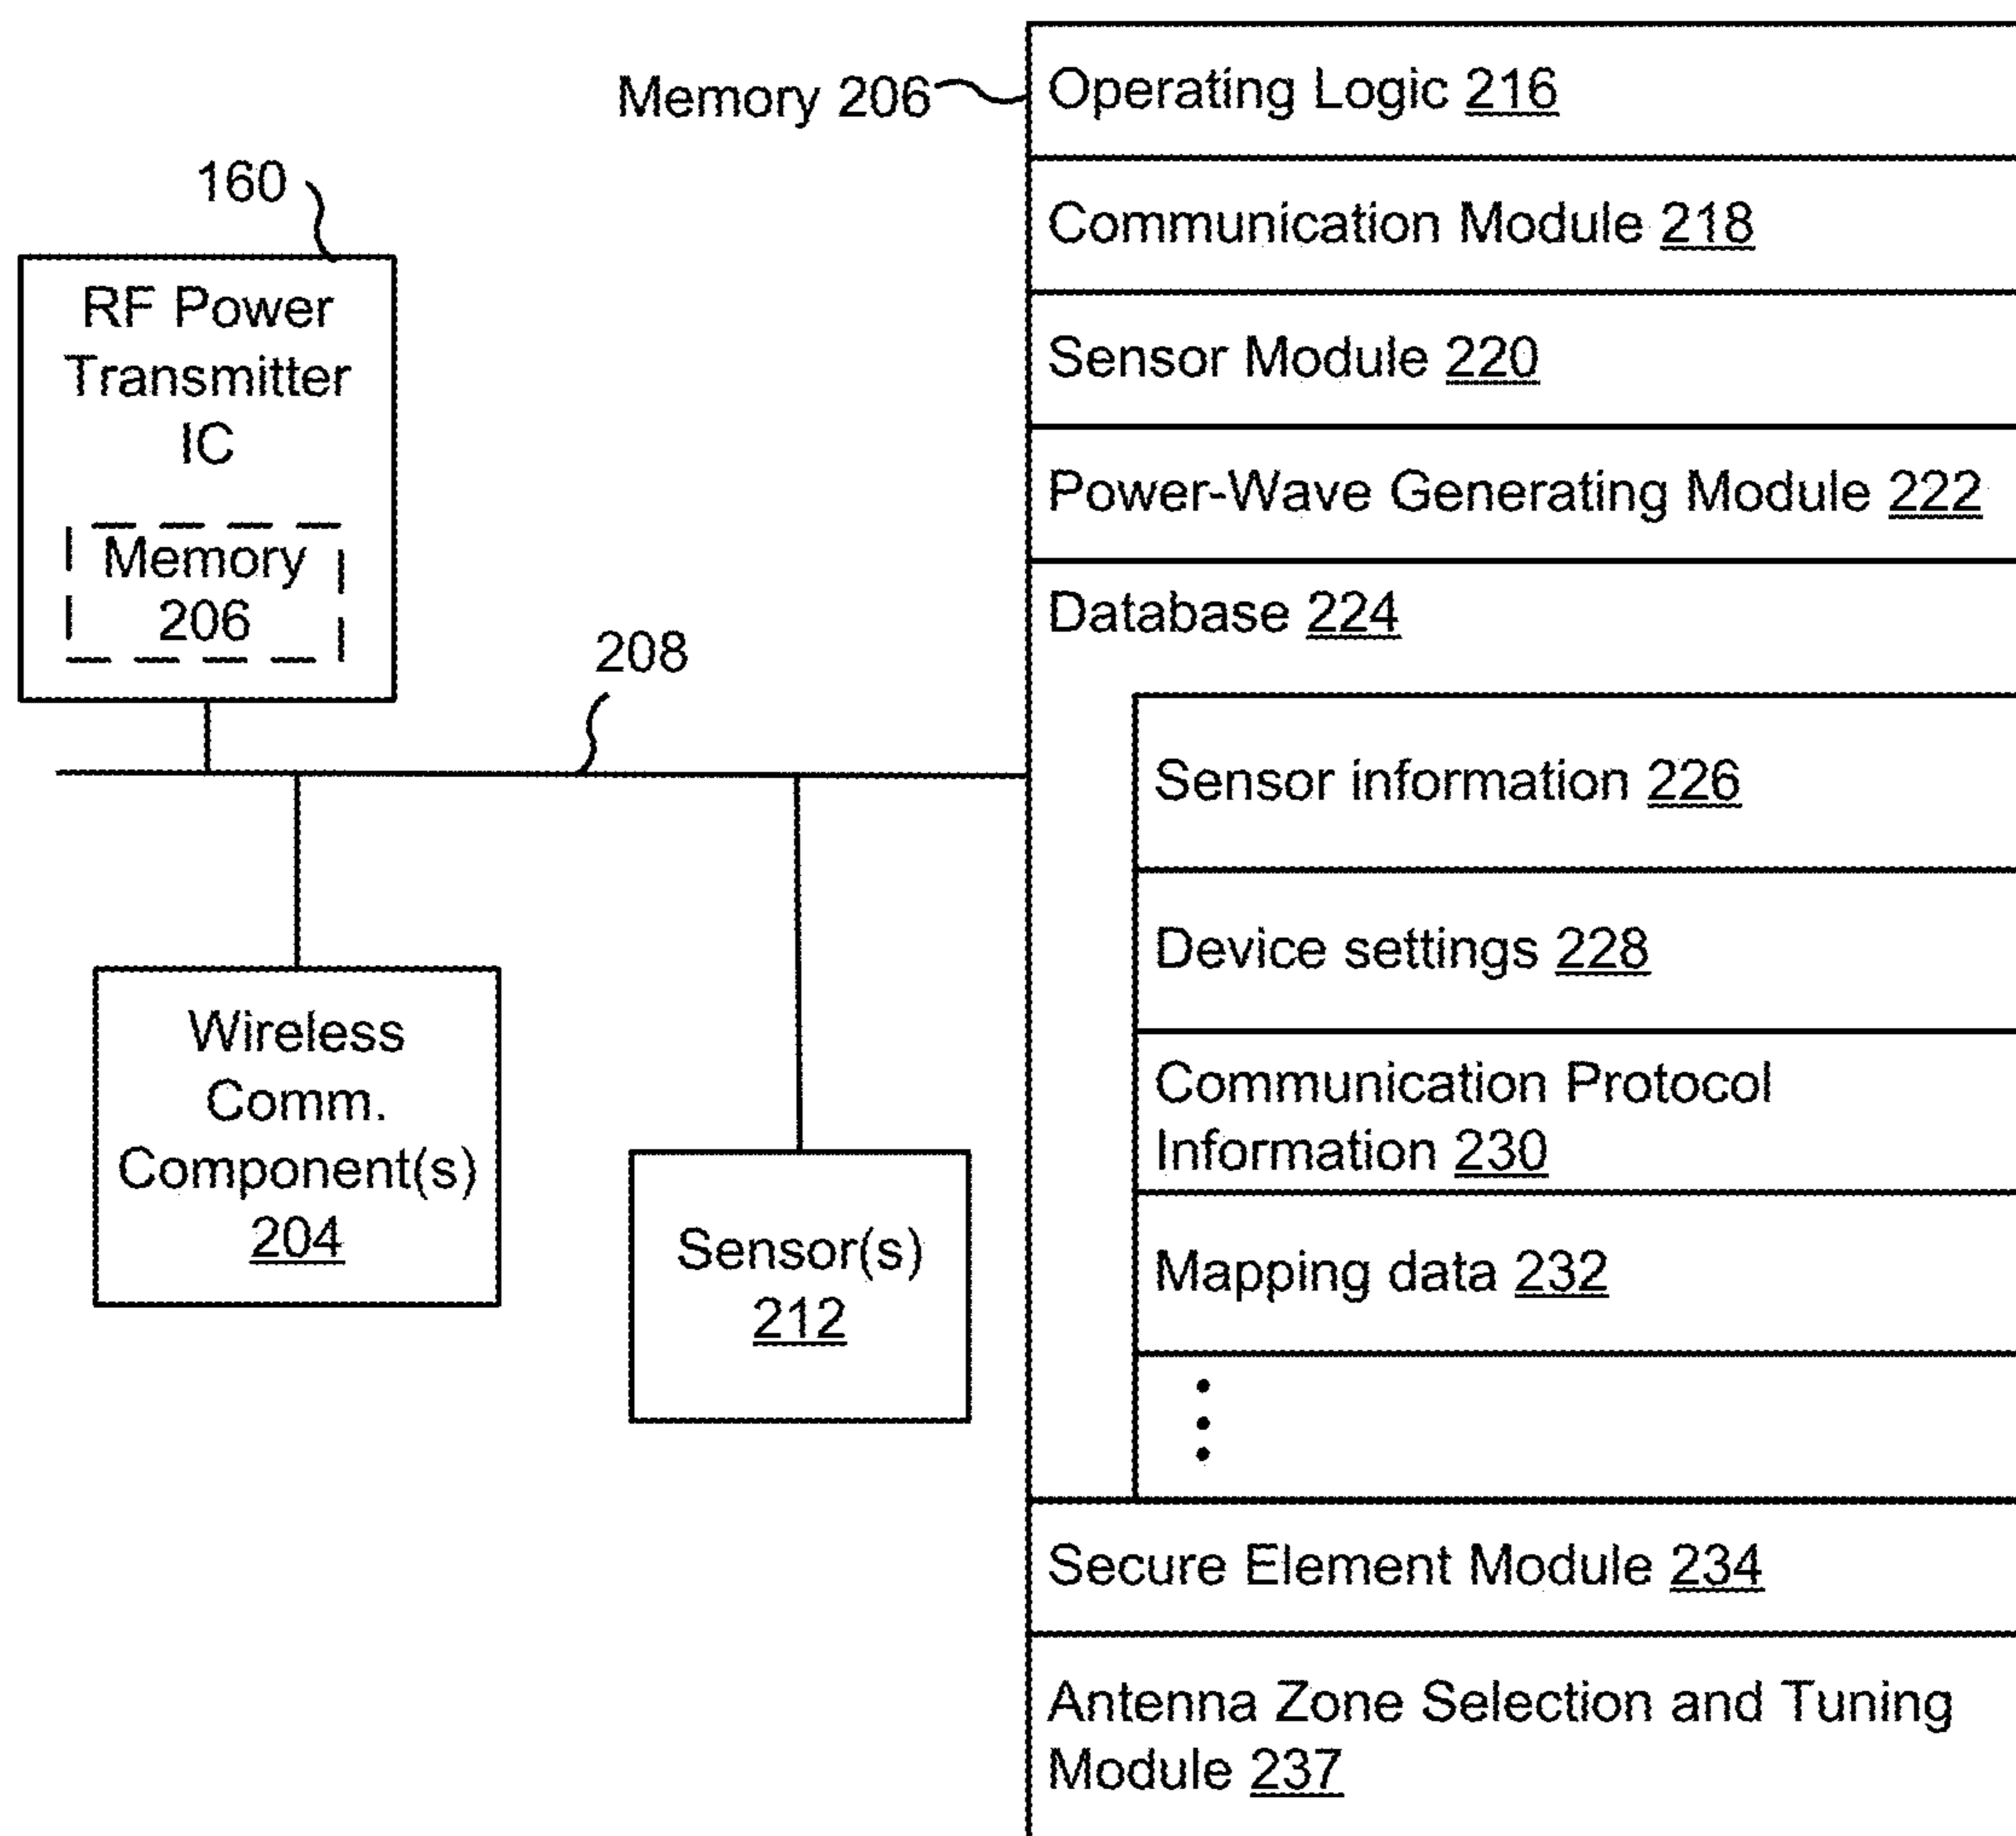 160
RF Power
Transmitter
IC
Memory
206
208
Wireless
Comm.
Component(s)
204
Sensor(s)
212
Memory 206
Operating Logic 216
Communication Module 218
Sensor Module 220
Power-Wave Generating Module 222
Database 224
Sensor information 226
Device settings 228
Communication Protocol
Information 230
Mapping data 232
Secure Element Module 234
Antenna Zone Selection and Tuning
Module 237